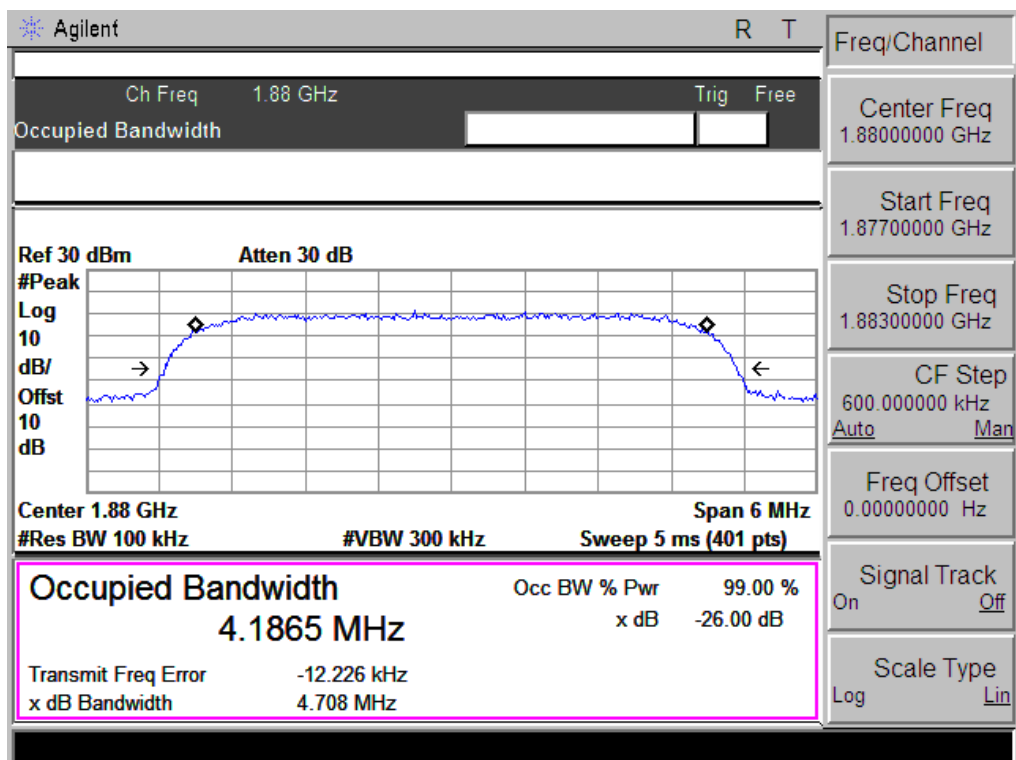 Agilent
R T
Freq/Channel
Ch Freq 1.88 GHz
Trig Free
Occupied Bandwidth
Center Freq
1.88000000 GHz
Start Freq
1.87700000 GHz
Stop Freq
1.88300000 GHz
CF Step
600.000000 kHz
Auto Man
Freq Offset
0.00000000 Hz
Signal Track
On Off
Scale Type
Log Lin
Ref 30 dBm
Atten 30 dB
#Peak
Log
10
dB/
Offst
10
dB
Center 1.88 GHz
Span 6 MHz
#Res BW 100 kHz
#VBW 300 kHz
Sweep 5 ms (401 pts)
Occupied Bandwidth
4.1865 MHz
Occ BW % Pwr 99.00 %
x dB -26.00 dB
Transmit Freq Error -12.226 kHz
x dB Bandwidth 4.708 MHz